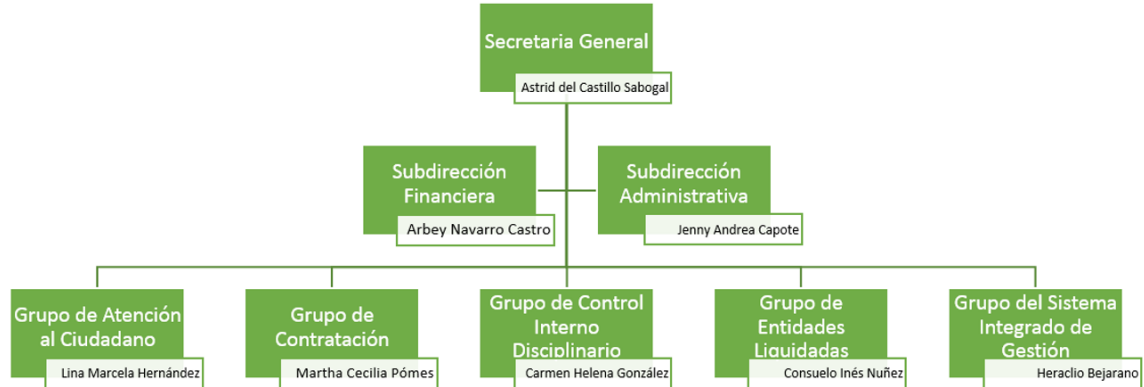 Secretaria General
Astrid del Castillo Sabogal
Subdirección
Financiera
Arbey Navarro Castro
Subdirección
Administrativa
Jenny Andrea Capote
Grupo de Atención
al Ciudadano
Lina Marcela Hernández
Grupo de
Contratación
Martha Cecilia Pómes
Grupo de Control
Interno
Disciplinario
Carmen Helena González
Grupo de
Entidades
Liquidadas
Consuelo Inés Nuñez
Grupo del Sistema
Integrado de
Gestión
Heraclio Bejarano